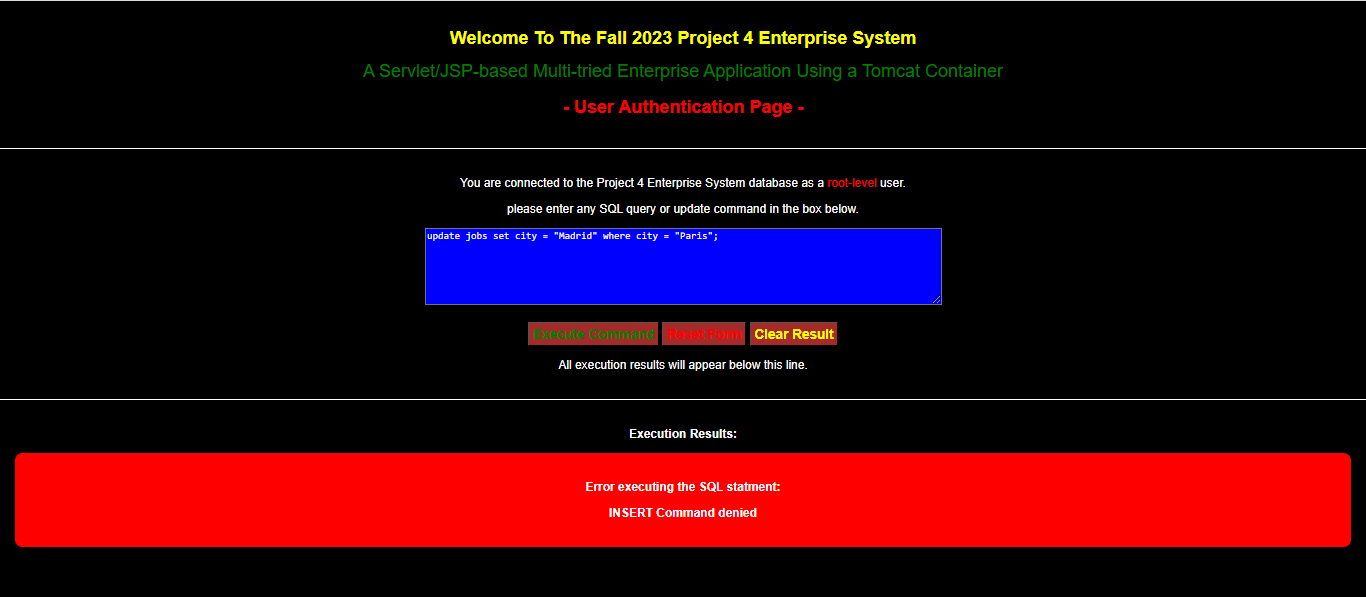 Welcome To The Fall 2023 Project 4 Enterprise System
A Servlet/JSP-based Multi-tried Enterprise Application Using a Tomcat Container
- User Authentication Page -
You are connected to the Project 4 Enterprise System database as a root-level user.
please enter any SQL query or update command in the box below.
update jobs set city = "Madrid" where city = "Paris";
Execute Command Reset Form Clear Result
All execution results will appear below this line.
Execution Results:
Error executing the SQL statment:
INSERT Command denied